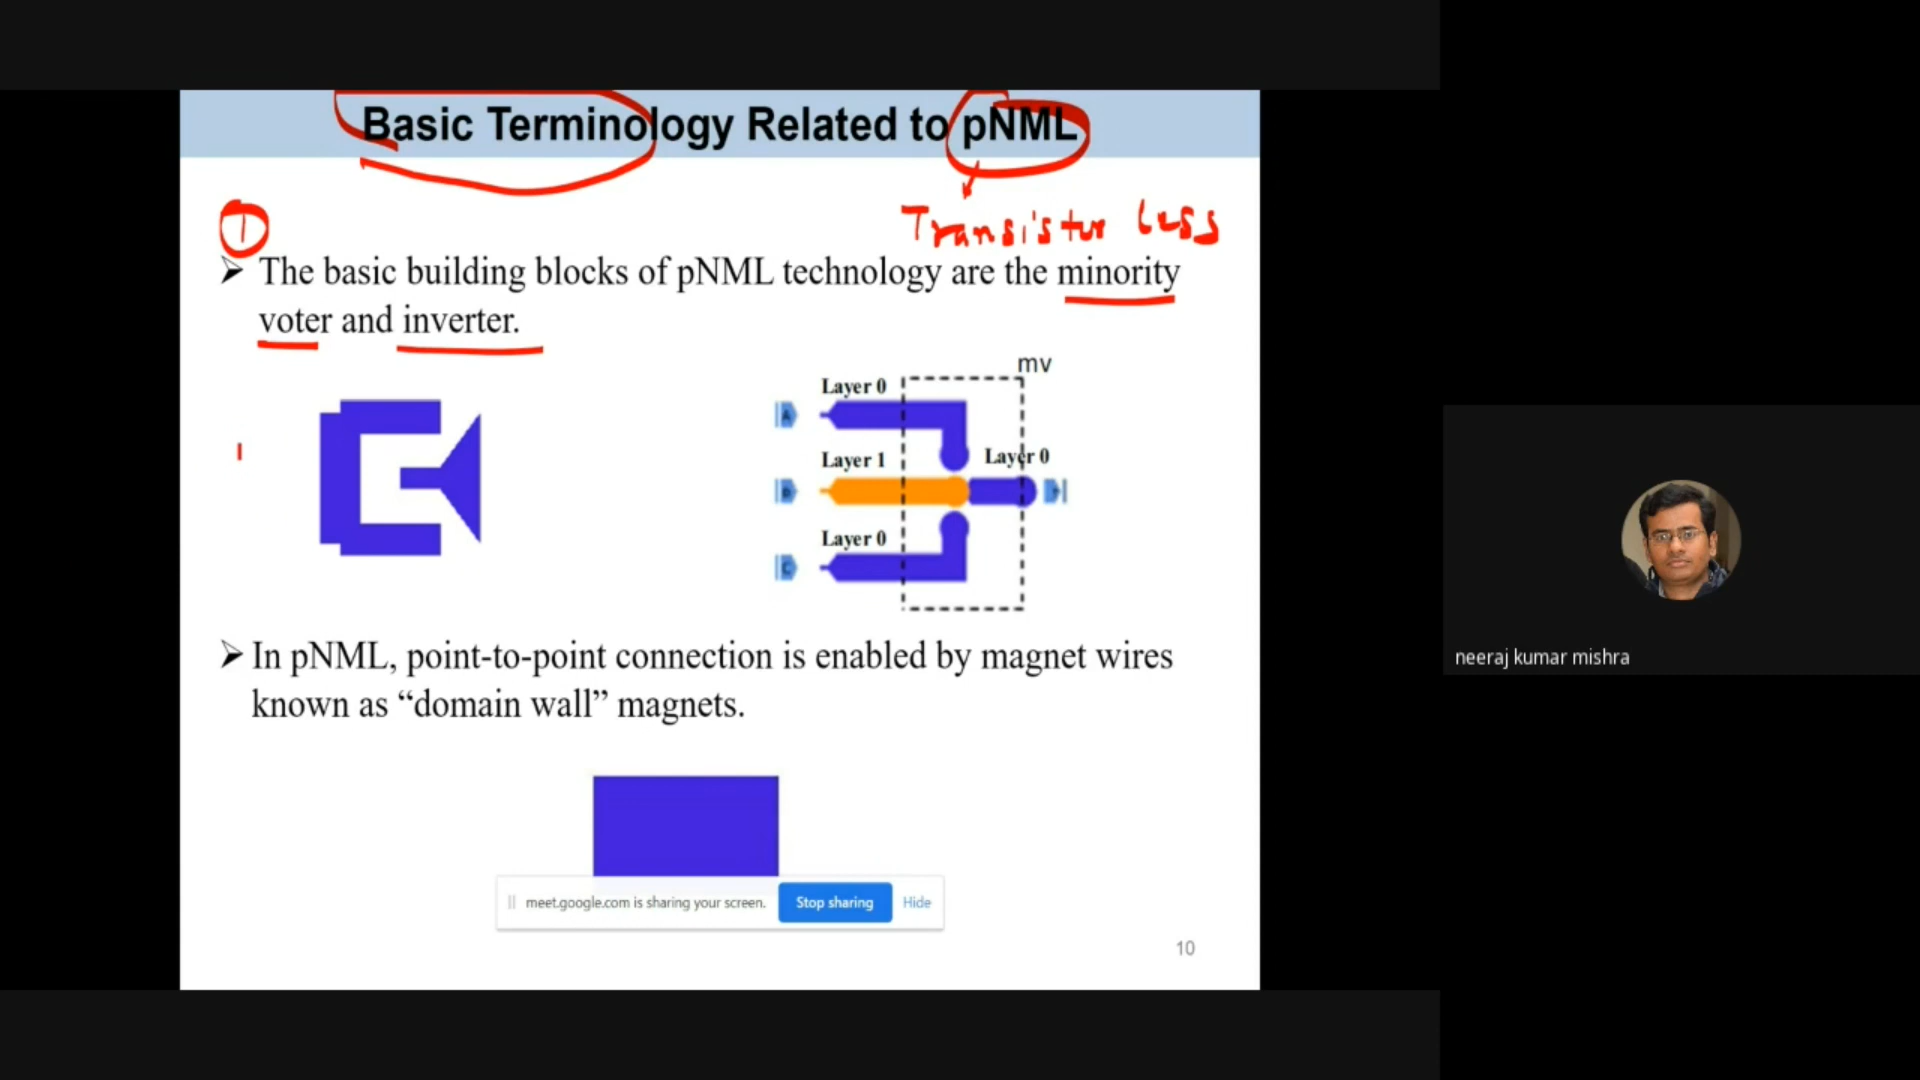 Basic Terminology Related to pNML
1
Transistor Less
➢ The basic building blocks of pNML technology are the minority
voter and inverter.
mv
Layer 0
A
Layer 1
Layer 0
Layer 0
C
➢ In pNML, point-to-point connection is enabled by magnet wires
known as “domain wall” magnets.
meet.google.com is sharing your screen.
Stop sharing
Hide
10
neeraj kumar mishra